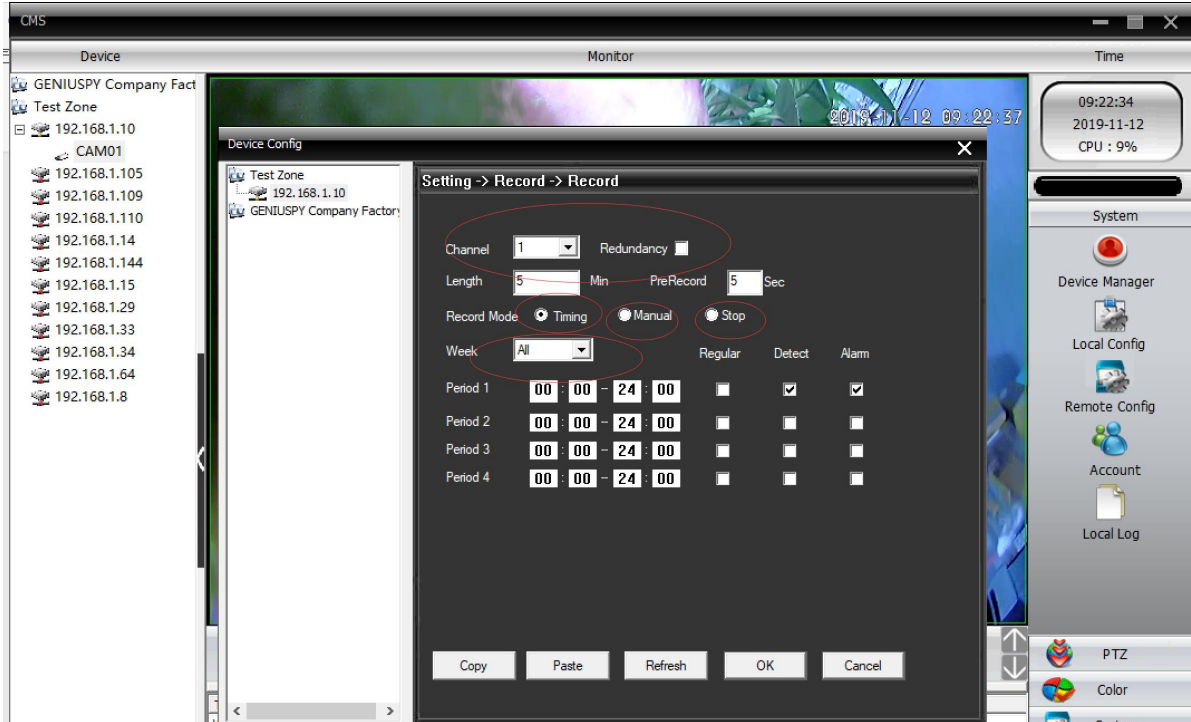 CMS
Device Monitor Time
GENIUSPY Company Fact
Test Zone
192.168.1.10
CAM01
192.168.1.105
192.168.1.109
192.168.1.110
192.168.1.14
192.168.1.144
192.168.1.15
192.168.1.29
192.168.1.33
192.168.1.34
192.168.1.64
192.168.1.8
2019-11-12 09:22:37
Device Config
Test Zone
192.168.1.10
GENIUSPY Company Factory
Setting -> Record -> Record
Channel 1 Redundancy
Length 5 Min PreRecord 5 Sec
Record Mode Timing Manual Stop
Week All Regular Detect Alarm
Period 1 00 : 00 - 24 : 00
Period 2 00 : 00 - 24 : 00
Period 3 00 : 00 - 24 : 00
Period 4 00 : 00 - 24 : 00
Copy Paste Refresh OK Cancel
09:22:34
2019-11-12
CPU : 9%
System
Device Manager
Local Config
Remote Config
Account
Local Log
PTZ
Color